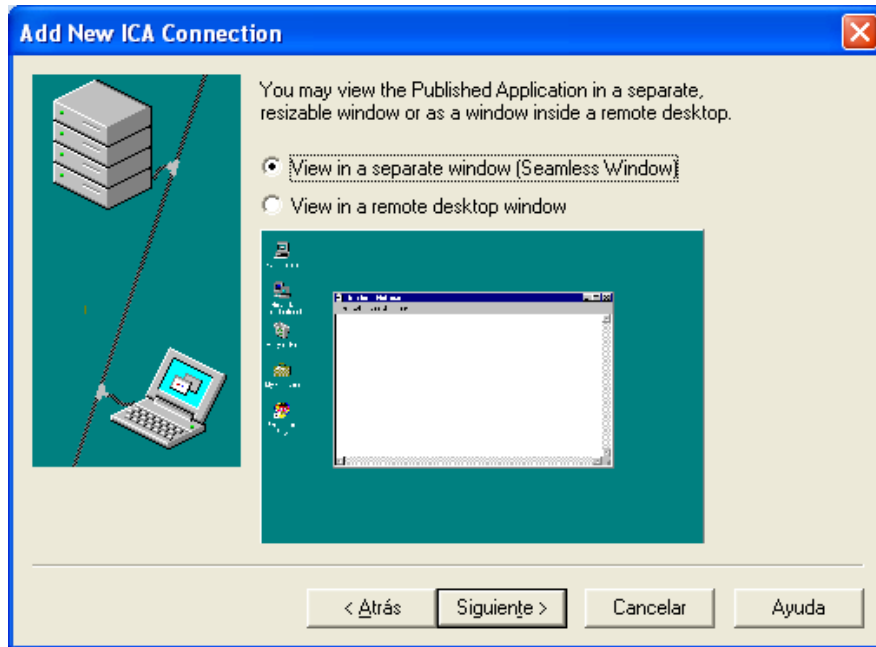 Add New ICA Connection
You may view the Published Application in a separate,
resizable window or as a window inside a remote desktop.
View in a separate window (Seamless Window)
View in a remote desktop window
< Atrás
Siguiente >
Cancelar
Ayuda